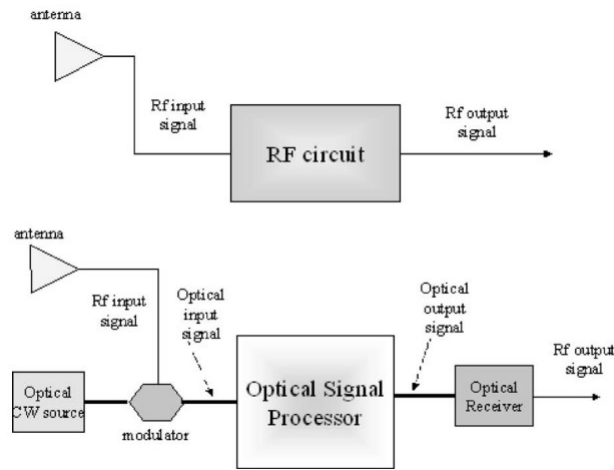 antenna
Rf input
signal
RF circuit
Rf output
signal
antenna
Rf input
signal
Optical
input
signal
Optical
output
signal
Rf output
signal
Optical
CW source
modulator
Optical Signal
Processor
Optical
Receiver